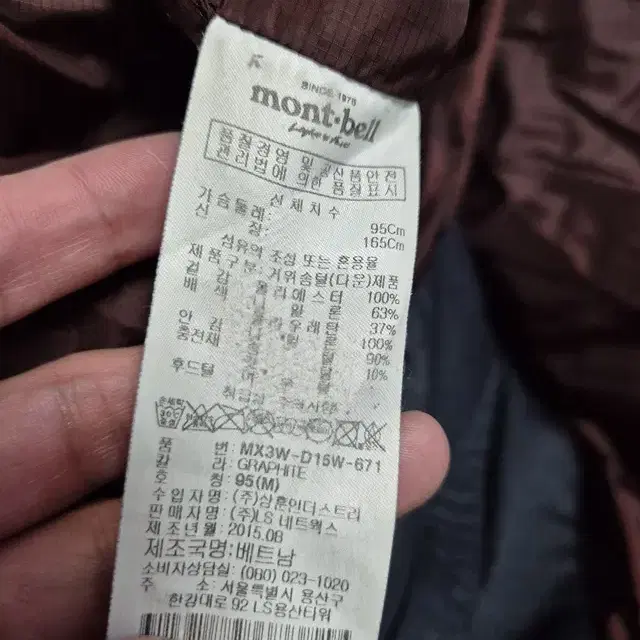 SINCE 1975
mont·bell
품질경영 및 공산품안전
관리법에 의한 품질표시
신체치수
가슴둘레: 95Cm
신 장: 165Cm
섬유의 조성 또는 혼용율
제품구분: 거위솜털(다운)제품
겉 감 폴리에스터 100%
배 색 나일론 63%
폴리우레탄 37%
안 감 100%
충전재 90%
10%
후드털
취급상 주의사항
품 번: MX3W-D15W-671
칼 라: GRAPHITE
호 칭: 95(M)
수입자명: (주)삼훈인더스트리
판매자명: (주)LS 네트웍스
제조년월: 2015.08
제조국명:베트남
소비자상담실: (080) 023-1020
주 소: 서울특별시 용산구
한강대로 92 LS용산타워